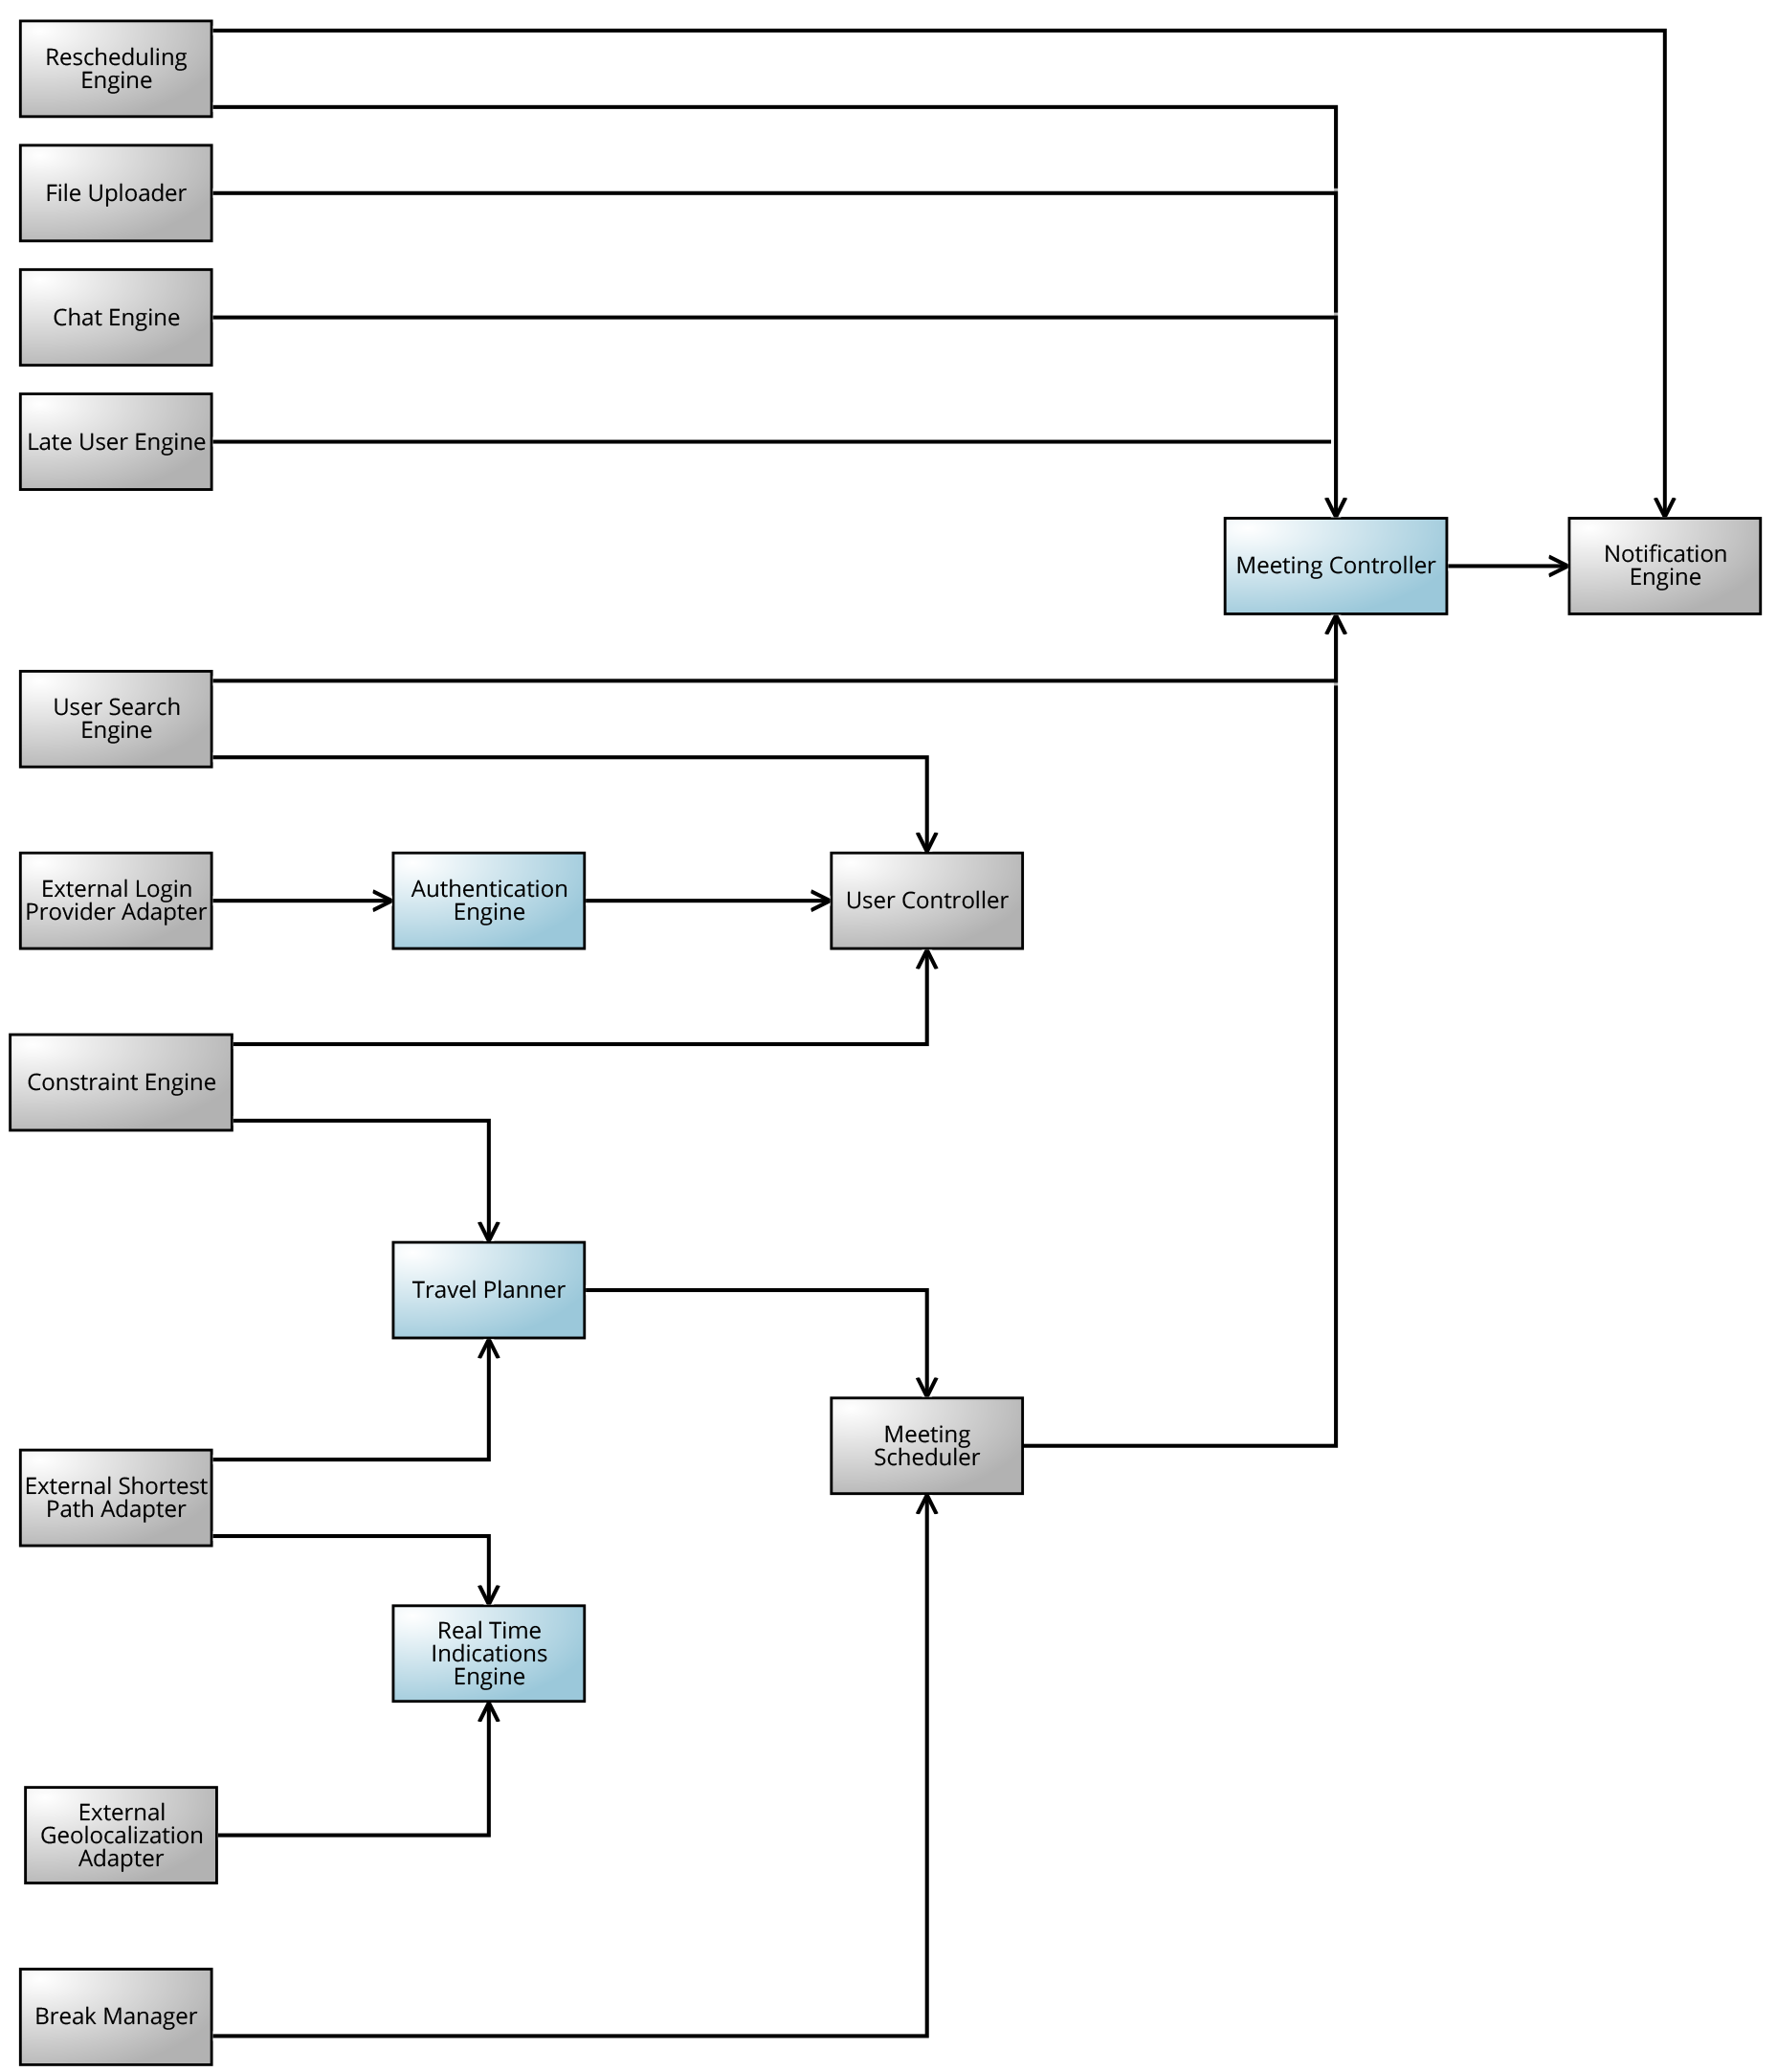 Rescheduling
Engine
File Uploader
Chat Engine
Late User Engine
Meeting Controller
Notification
Engine
User Search
Engine
External Login
Provider Adapter
Authentication
Engine
User Controller
Constraint Engine
Travel Planner
Meeting
Scheduler
External Shortest
Path Adapter
Real Time
Indications
Engine
External
Geolocalization
Adapter
Break Manager